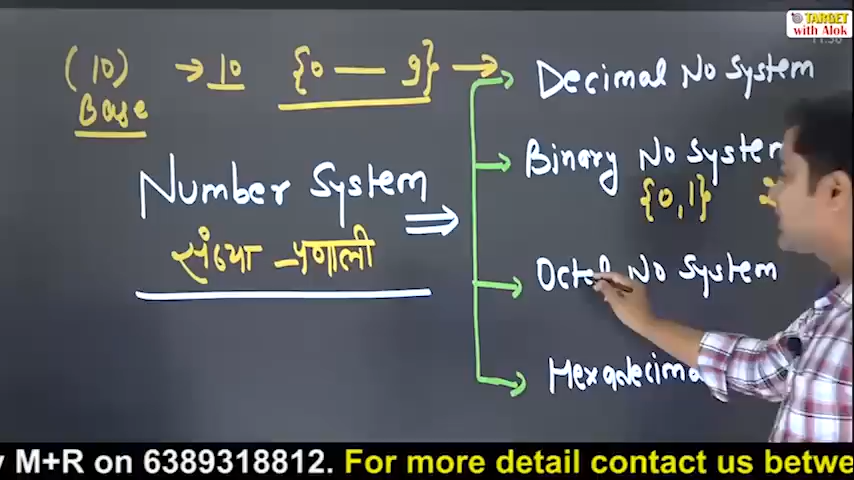 TARGET
with Alok
(10) → 10 {0 — 9} →
Base
Decimal No System
Binary No System
{0,1}
Number System ⇒
संख्या - प्रणाली
Octal No System
Hexadecimal
M+R on 6389318812. For more detail contact us betwe